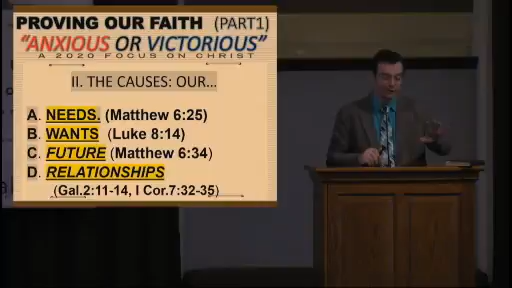 PROVING OUR FAITH (PART1)
"ANXIOUS OR VICTORIOUS"
A 2020 FOCUS ON CHRIST
II. THE CAUSES: OUR...
A. NEEDS. (Matthew 6:25)
B. WANTS (Luke 8:14)
C. FUTURE (Matthew 6:34)
D. RELATIONSHIPS
(Gal.2:11-14, I Cor.7:32-35)